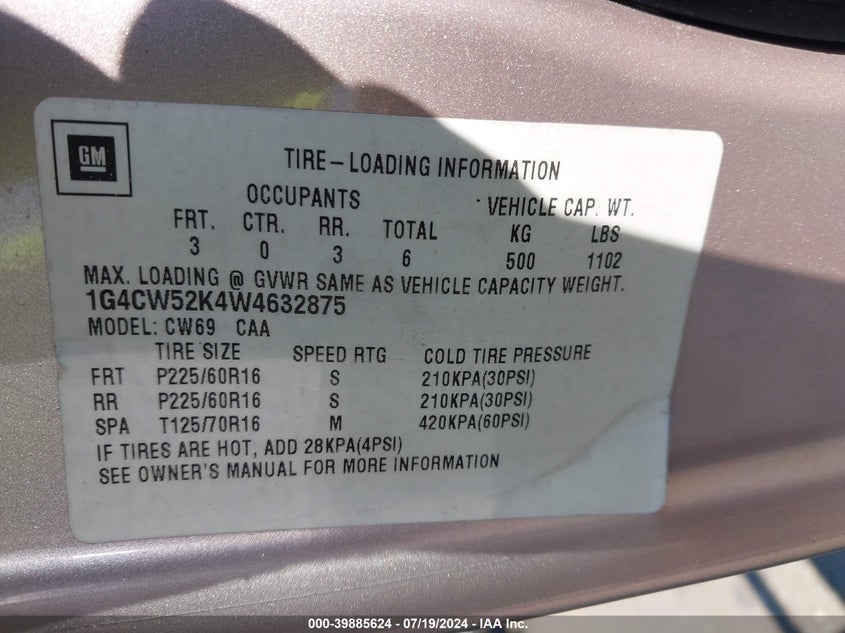 GM
TIRE-LOADING INFORMATION
OCCUPANTS VEHICLE CAP. WT.
FRT. CTR. RR. TOTAL KG LBS
3 0 3 6 500 1102
MAX. LOADING @ GVWR SAME AS VEHICLE CAPACITY WEIGHT.
1G4CW52K4W4632875
MODEL: CW69 CAA
TIRE SIZE SPEED RTG COLD TIRE PRESSURE
FRT P225/60R16 S 210KPA(30PSI)
RR P225/60R16 S 210KPA(30PSI)
SPA T125/70R16 M 420KPA(60PSI)
IF TIRES ARE HOT, ADD 28KPA(4PSI)
SEE OWNER'S MANUAL FOR MORE INFORMATION
000-39885624 - 07/19/2024 - IAA Inc.